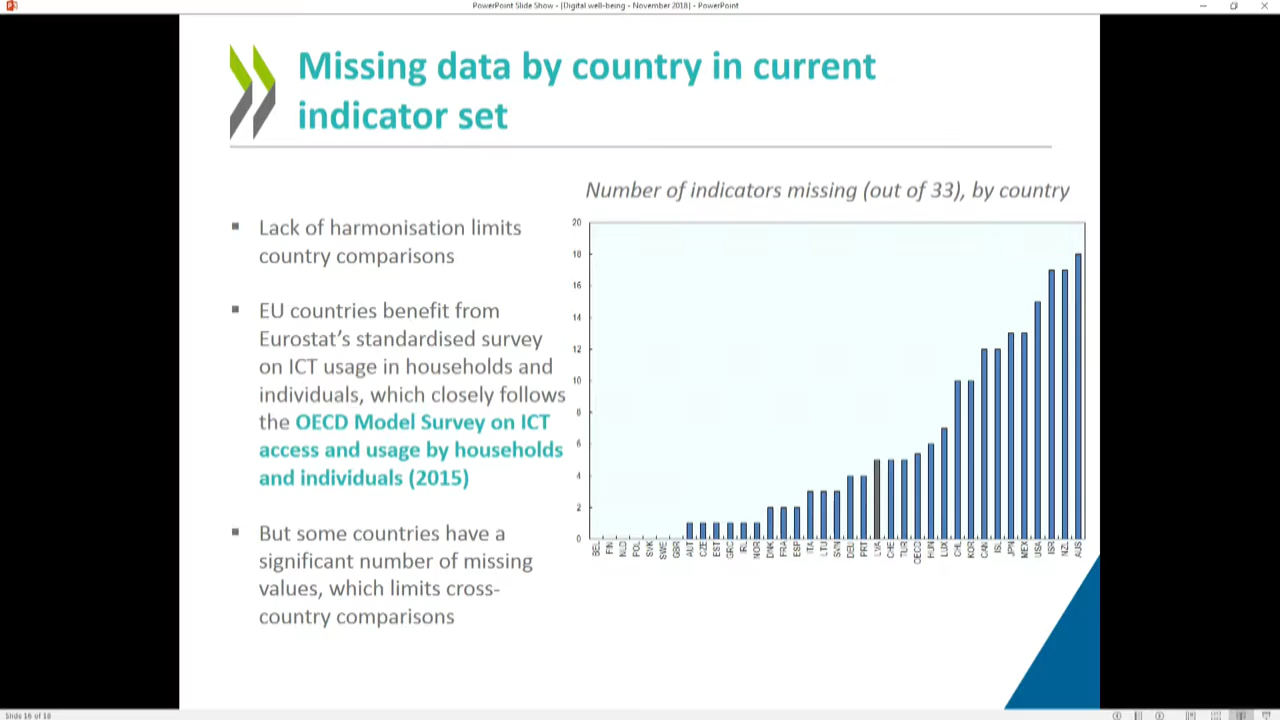 PowerPoint Slide Show - [Digital well-being - November 2018] - PowerPoint
Missing data by country in current
indicator set
Number of indicators missing (out of 33), by country
▪ Lack of harmonisation limits
country comparisons
▪ EU countries benefit from
Eurostat’s standardised survey
on ICT usage in households and
individuals, which closely follows
the OECD Model Survey on ICT
access and usage by households
and individuals (2015)
▪ But some countries have a
significant number of missing
values, which limits cross-
country comparisons
20
18
16
14
12
10
8
6
4
2
0
BEL FIN NLD POL SVK SWE GBR AUT CZE EST GRC IRL NOR DNK FRA ESP ITA LTU SVN DEU PRT LVA CHE TUR OECD HUN LUX CHL KOR CAN ISL JPN MEX USA ISR NZL AUS
Slide 16 of 18